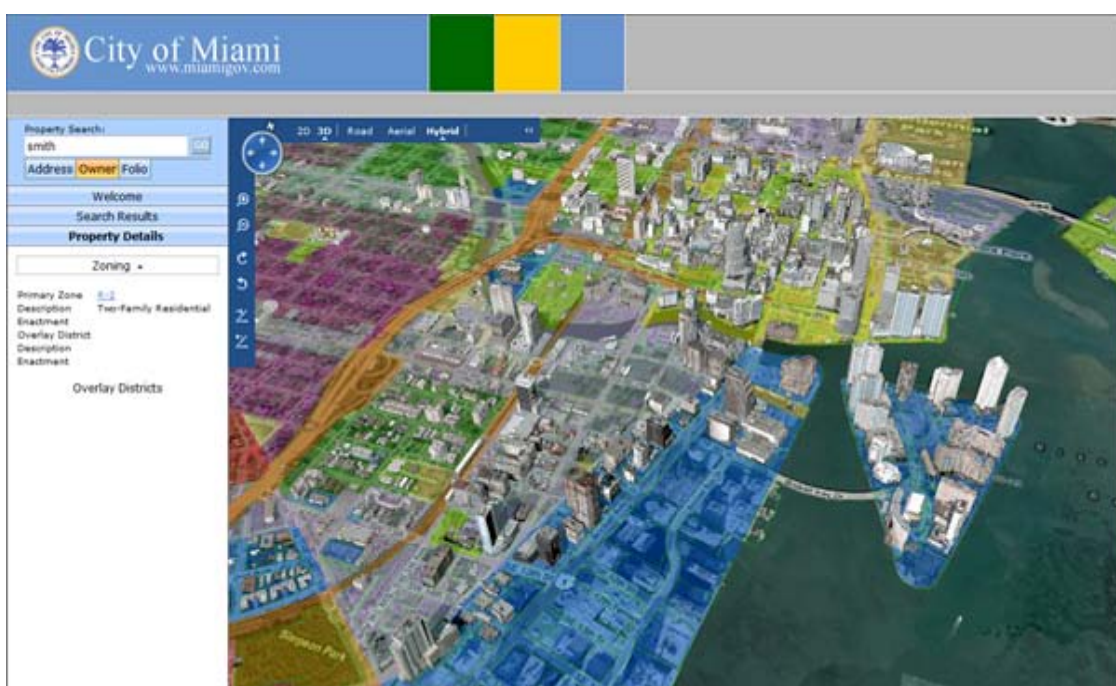 City of Miami
www.miamigov.com
Property Search:
smith
GO
Address Owner Folio
Welcome
Search Results
Property Details
Zoning
Primary Zone R-2
Description Two-Family Residential
Enactment
Overlay District
Description
Enactment
Overlay Districts
2D 3D Road Aerial Hybrid
Simpson Park